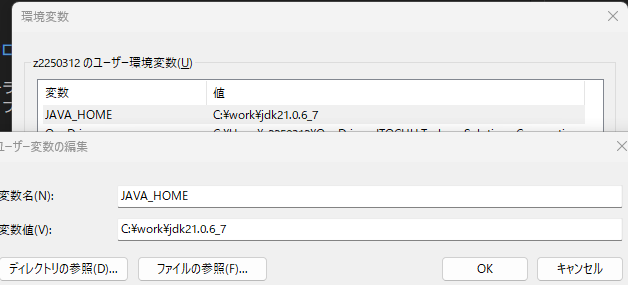 環境変数
z2250312 のユーザー環境変数(U)
変数 値
JAVA_HOME C:¥work¥jdk21.0.6_7
ユーザー変数の編集
変数名(N): JAVA_HOME
変数値(V): C:¥work¥jdk21.0.6_7
ディレクトリの参照(D)... ファイルの参照(F)... OK キャンセル